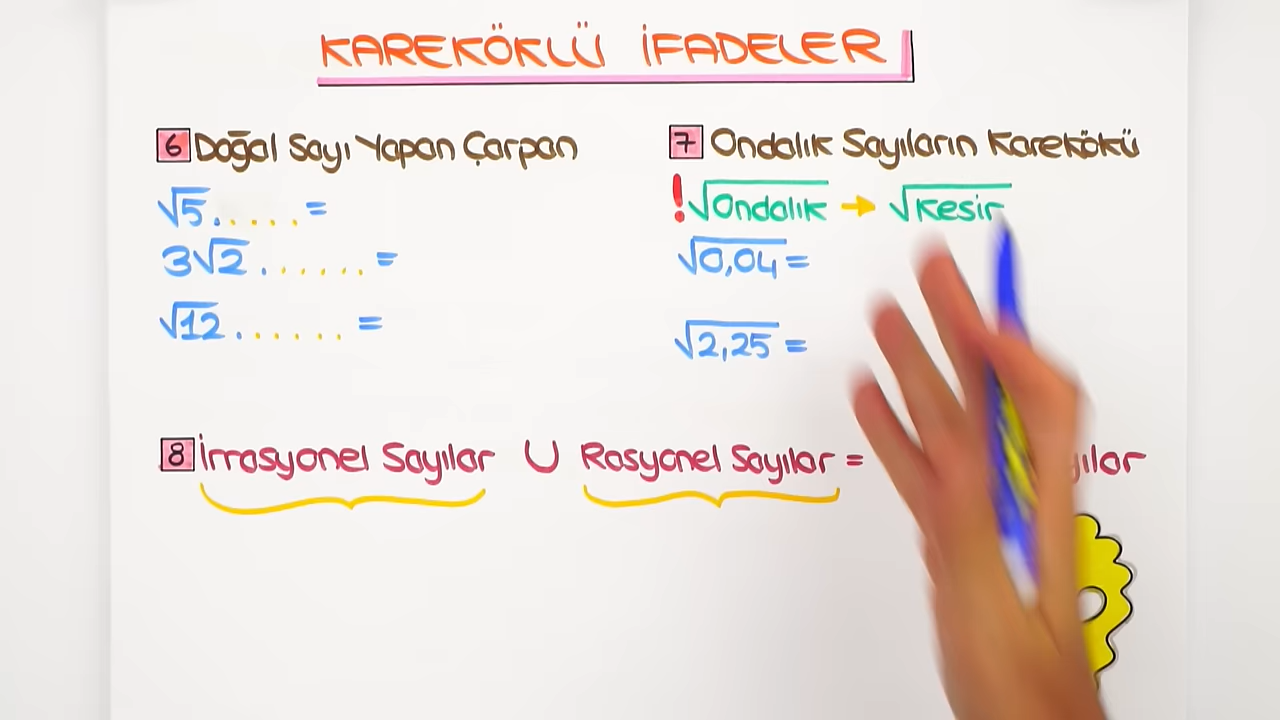 KAREKÖKLÜ İFADELER
6 Doğal Sayı Yapan Çarpan
√5 . . . . . =
3√2 . . . . . . =
√12 . . . . . . =
7 Ondalık Sayıların Karekökü
! √Ondalık → √Kesir
√0,04 =
√2,25 =
8 İrrasyonel Sayılar U Rasyonel Sayılar =